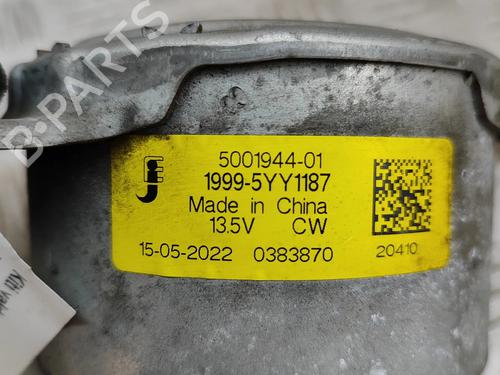 B-PARTS
5001944-01
1999-5YY1187
Made in China
13.5V CW
15-05-2022 0383870
20410